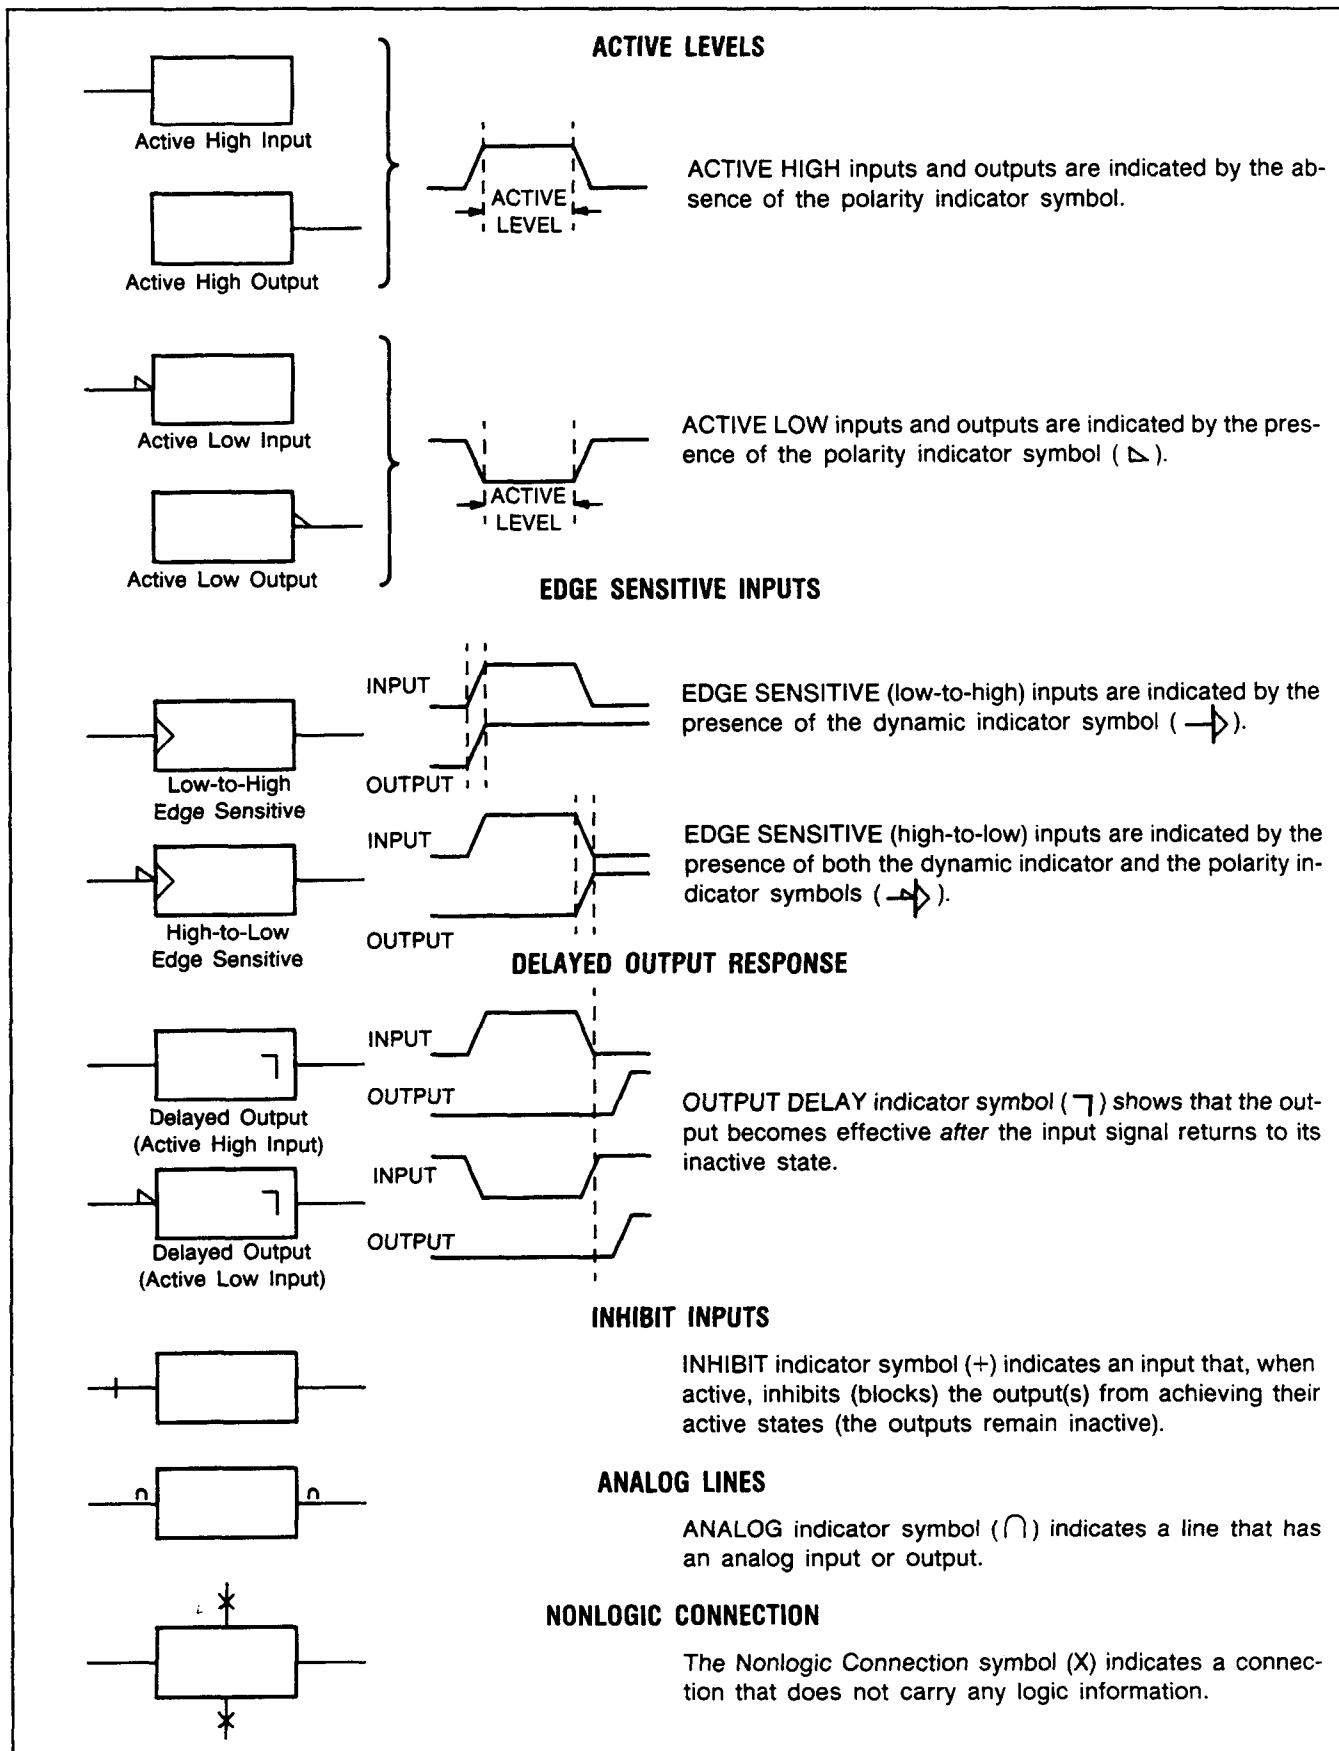 ACTIVE LEVELS
Active High Input
Active High Output
ACTIVE
LEVEL
ACTIVE HIGH inputs and outputs are indicated by the ab-
sence of the polarity indicator symbol.
Active Low Input
Active Low Output
ACTIVE
LEVEL
ACTIVE LOW inputs and outputs are indicated by the pres-
ence of the polarity indicator symbol ( ).
EDGE SENSITIVE INPUTS
Low-to-High
Edge Sensitive
INPUT
OUTPUT
EDGE SENSITIVE (low-to-high) inputs are indicated by the
presence of the dynamic indicator symbol ( ).
High-to-Low
Edge Sensitive
INPUT
OUTPUT
EDGE SENSITIVE (high-to-low) inputs are indicated by the
presence of both the dynamic indicator and the polarity in-
dicator symbols ( ).
DELAYED OUTPUT RESPONSE
Delayed Output
(Active High Input)
INPUT
OUTPUT
Delayed Output
(Active Low Input)
INPUT
OUTPUT
OUTPUT DELAY indicator symbol (⌝) shows that the out-
put becomes effective after the input signal returns to its
inactive state.
INHIBIT INPUTS
INHIBIT indicator symbol (+) indicates an input that, when
active, inhibits (blocks) the output(s) from achieving their
active states (the outputs remain inactive).
ANALOG LINES
ANALOG indicator symbol (∩) indicates a line that has
an analog input or output.
NONLOGIC CONNECTION
The Nonlogic Connection symbol (X) indicates a connec-
tion that does not carry any logic information.